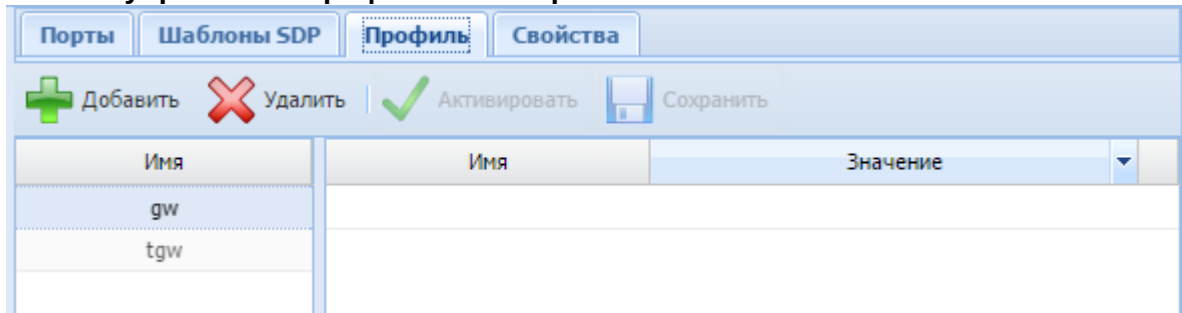 Порты Шаблоны SDP Профиль Свойства
Добавить Удалить Активировать Сохранить
Имя Имя Значение
gw
tgw